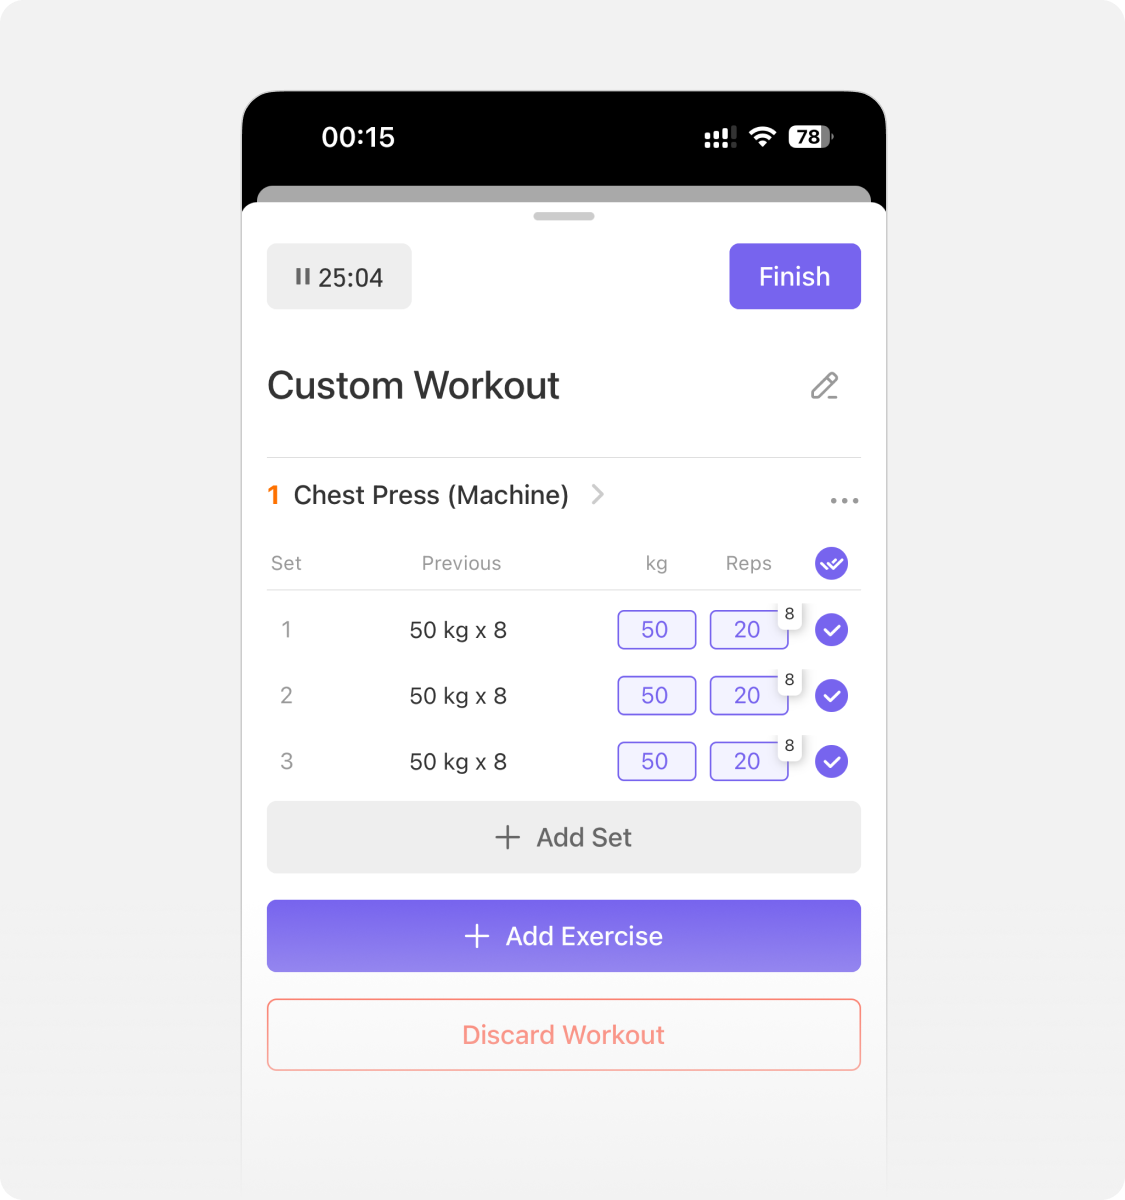 00:15 78
25:04 Finish
Custom Workout
1 Chest Press (Machine)
Set Previous kg Reps
1 50 kg x 8 50 20 8
2 50 kg x 8 50 20 8
3 50 kg x 8 50 20 8
Add Set
Add Exercise
Discard Workout